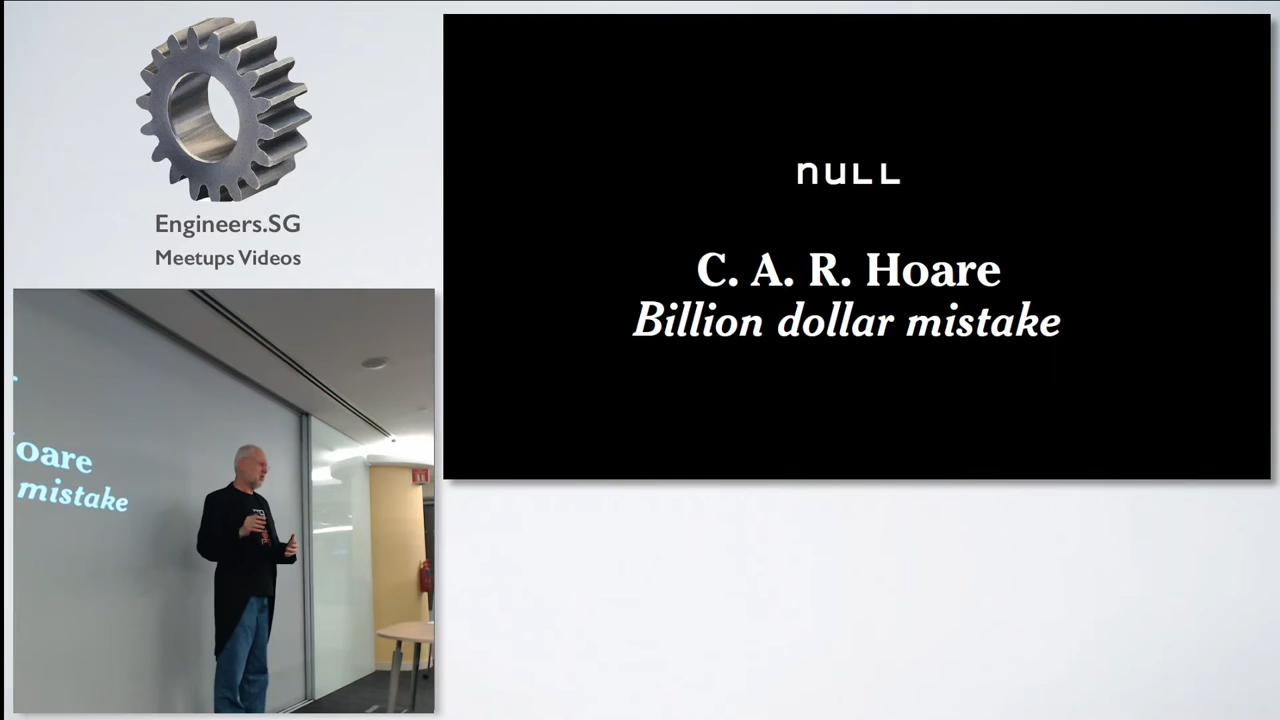 Engineers.SG
Meetups Videos
null
C. A. R. Hoare
Billion dollar mistake
oare
mistake